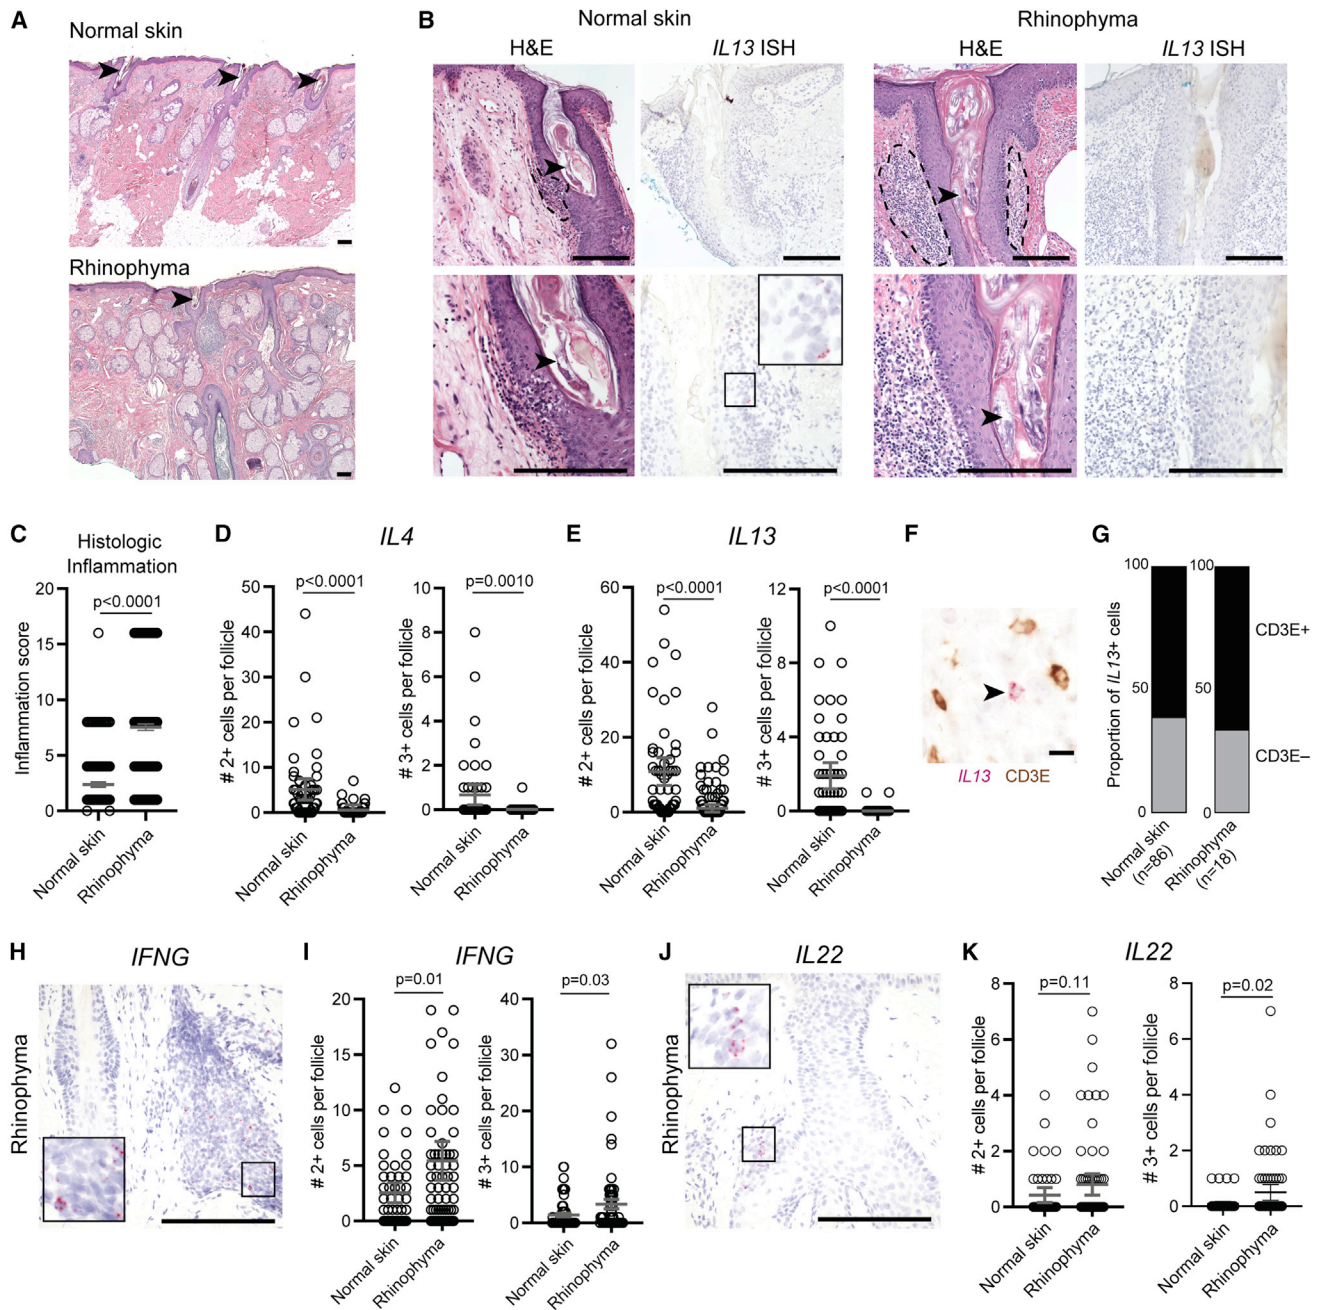 A
Normal skin
Rhinophyma
B
Normal skin
Rhinophyma
H&E
IL13 ISH
H&E
IL13 ISH
C
Histologic
Inflammation
p<0.0001
Inflammation score
20
15
10
5
0
Normal skin
Rhinophyma
D
IL4
p<0.0001
# 2+ cells per follicle
50
40
30
20
10
0
Normal skin
Rhinophyma
p=0.0010
# 3+ cells per follicle
10
8
6
4
2
0
Normal skin
Rhinophyma
E
IL13
p<0.0001
# 2+ cells per follicle
60
40
20
0
Normal skin
Rhinophyma
p<0.0001
# 3+ cells per follicle
12
8
4
0
Normal skin
Rhinophyma
F
IL13 CD3E
G
Proportion of IL13+ cells
100
50
0
100
50
0
CD3E+
CD3E–
Normal skin
(n=86)
Rhinophyma
(n=18)
H
IFNG
Rhinophyma
I
IFNG
p=0.01
# 2+ cells per follicle
20
15
10
5
0
Normal skin
Rhinophyma
p=0.03
# 3+ cells per follicle
40
30
20
10
0
Normal skin
Rhinophyma
J
IL22
Rhinophyma
K
IL22
p=0.11
# 2+ cells per follicle
8
6
4
2
0
Normal skin
Rhinophyma
p=0.02
# 3+ cells per follicle
8
6
4
2
0
Normal skin
Rhinophyma